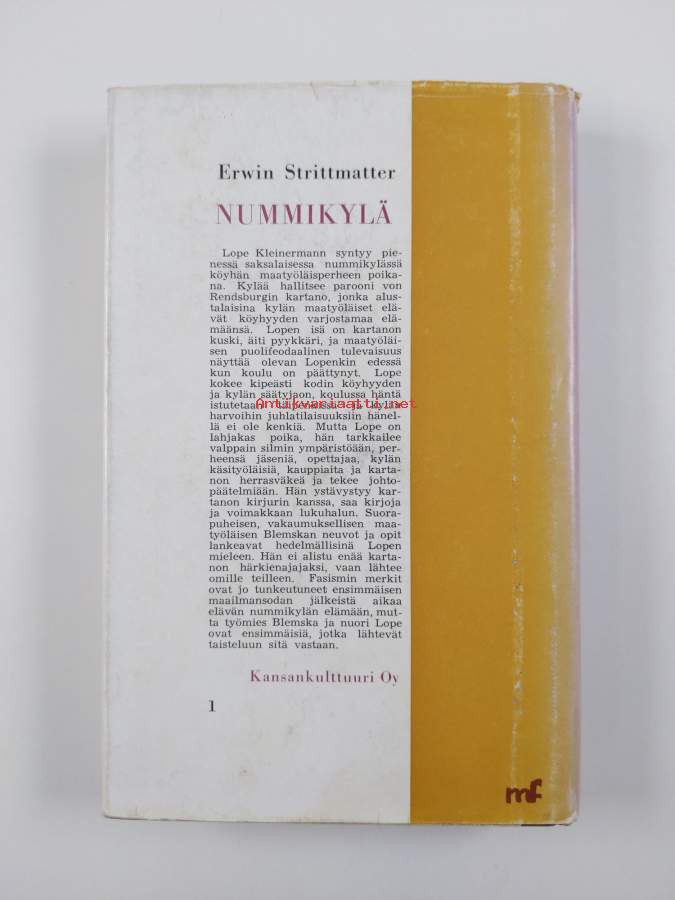 Erwin Strittmatter
NUMMIKYLÄ
Lope Kleinermann syntyy pie-
nessä saksalaisessa nummikylässä
köyhän maatyöläisperheen poika-
na. Kylää hallitsee parooni von
Rendsburgin kartano, jonka alus-
talaisina kylän maatyöläiset elä-
vät köyhyyden varjostamaa elä-
määnsä. Lopen isä on kartanon
kuski, äiti pyykkäri, ja maatyöläi-
sen puolifeodaalinen tulevaisuus
näyttää olevan Lopenkin edessä
kun koulu on päättynyt. Lope
kokee kipeästi kodin köyhyyden
ja kylän säätyjaon, koulussa häntä
istutetaan
Antikvariaatti.net
harvoihin juhlatilaisuuksiin hänel-
lä ei ole kenkiä. Mutta Lope on
lahjakas poika, hän tarkkailee
valppain silmin ympäristöään, per-
heensä jäseniä, opettajaa, kylän
käsityöläisiä, kauppiaita ja karta-
non herrasväkeä ja tekee johto-
päätelmiään. Hän ystävystyy kar-
tanon kirjurin kanssa, saa kirjoja
ja voimakkaan lukuhalun. Suora-
puheisen, vakaumuksellisen maa-
työläisen Blemskan neuvot ja opit
lankeavat hedelmällisinä Lopen
mieleen. Hän ei alistu enää karta-
non härkienajajaksi, vaan lähtee
omille teilleen. Fasismin merkit
ovat jo tunkeutuneet ensimmäisen
maailmansodan jälkeistä aikaa
elävän nummikylän elämään, mut-
ta työmies Blemska ja nuori Lope
ovat ensimmäisiä, jotka lähtevät
taisteluun sitä vastaan.
Kansankulttuuri Oy
1
mf